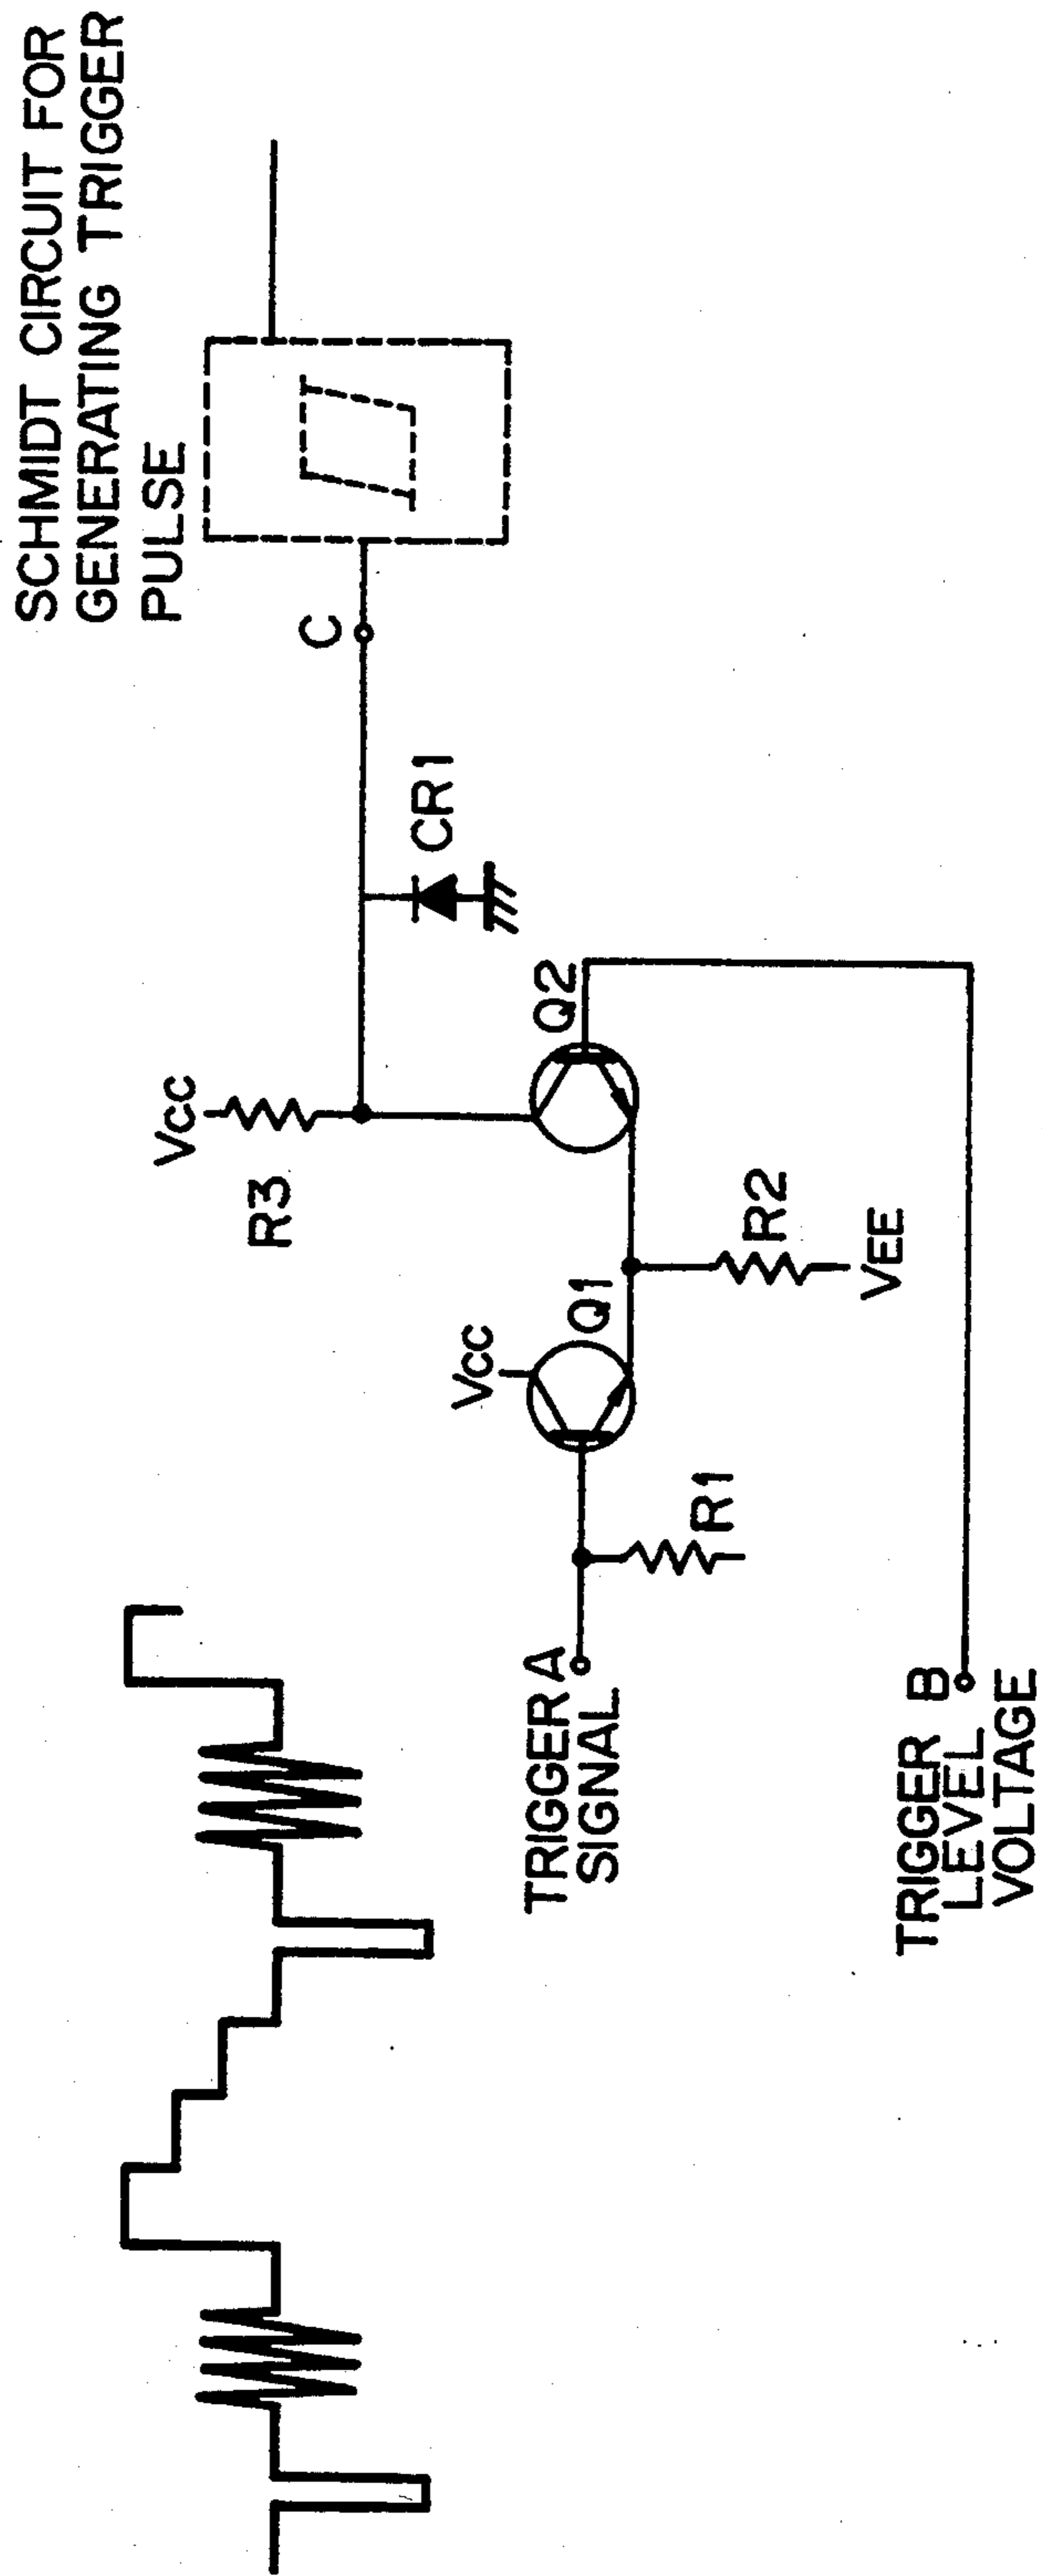 SCHMIDT CIRCUIT FOR
GENERATING TRIGGER
PULSE
C
CR1
VCC
R3
Q2
VCC
Q1
R2
VEE
R1
TRIGGER A
SIGNAL
TRIGGER B
LEVEL
VOLTAGE